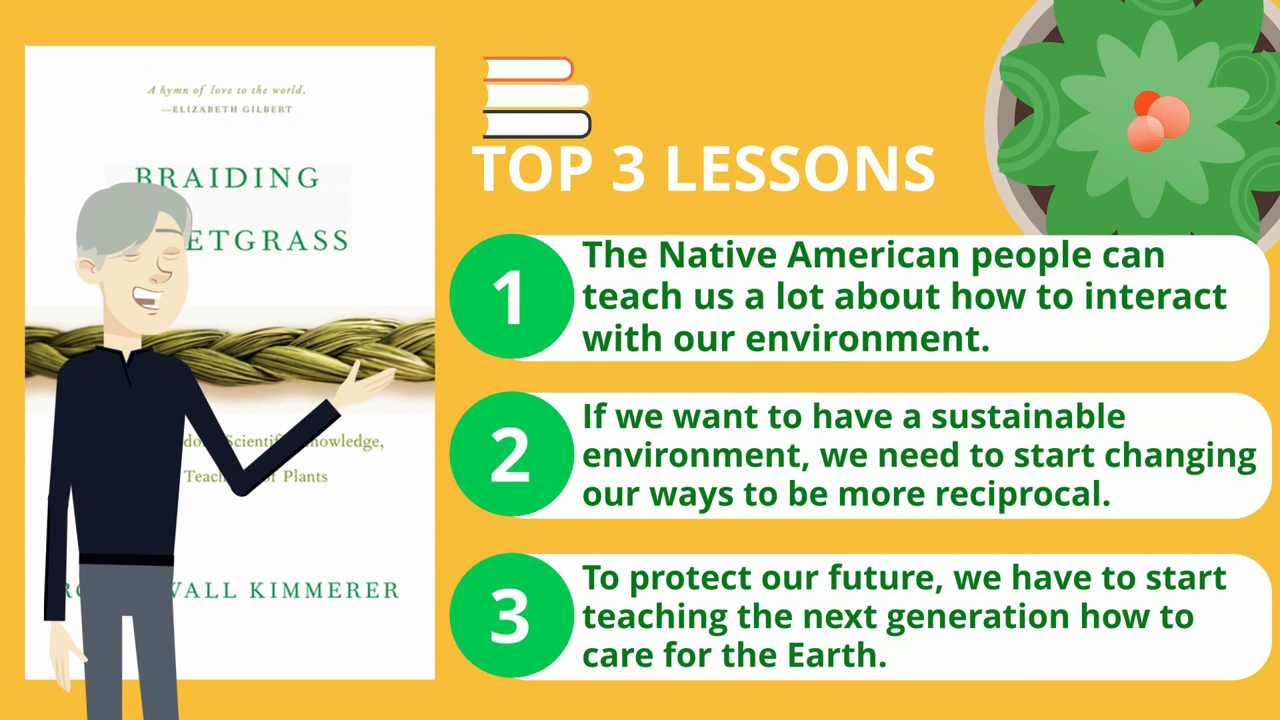 A hymn of love to the world.
—ELIZABETH GILBERT
BRAIDING
ETGRASS
Scientif nowledge,
Teac of Plants
WALL KIMMERER
TOP 3 LESSONS
1
The Native American people can
teach us a lot about how to interact
with our environment.
2
If we want to have a sustainable
environment, we need to start changing
our ways to be more reciprocal.
3
To protect our future, we have to start
teaching the next generation how to
care for the Earth.